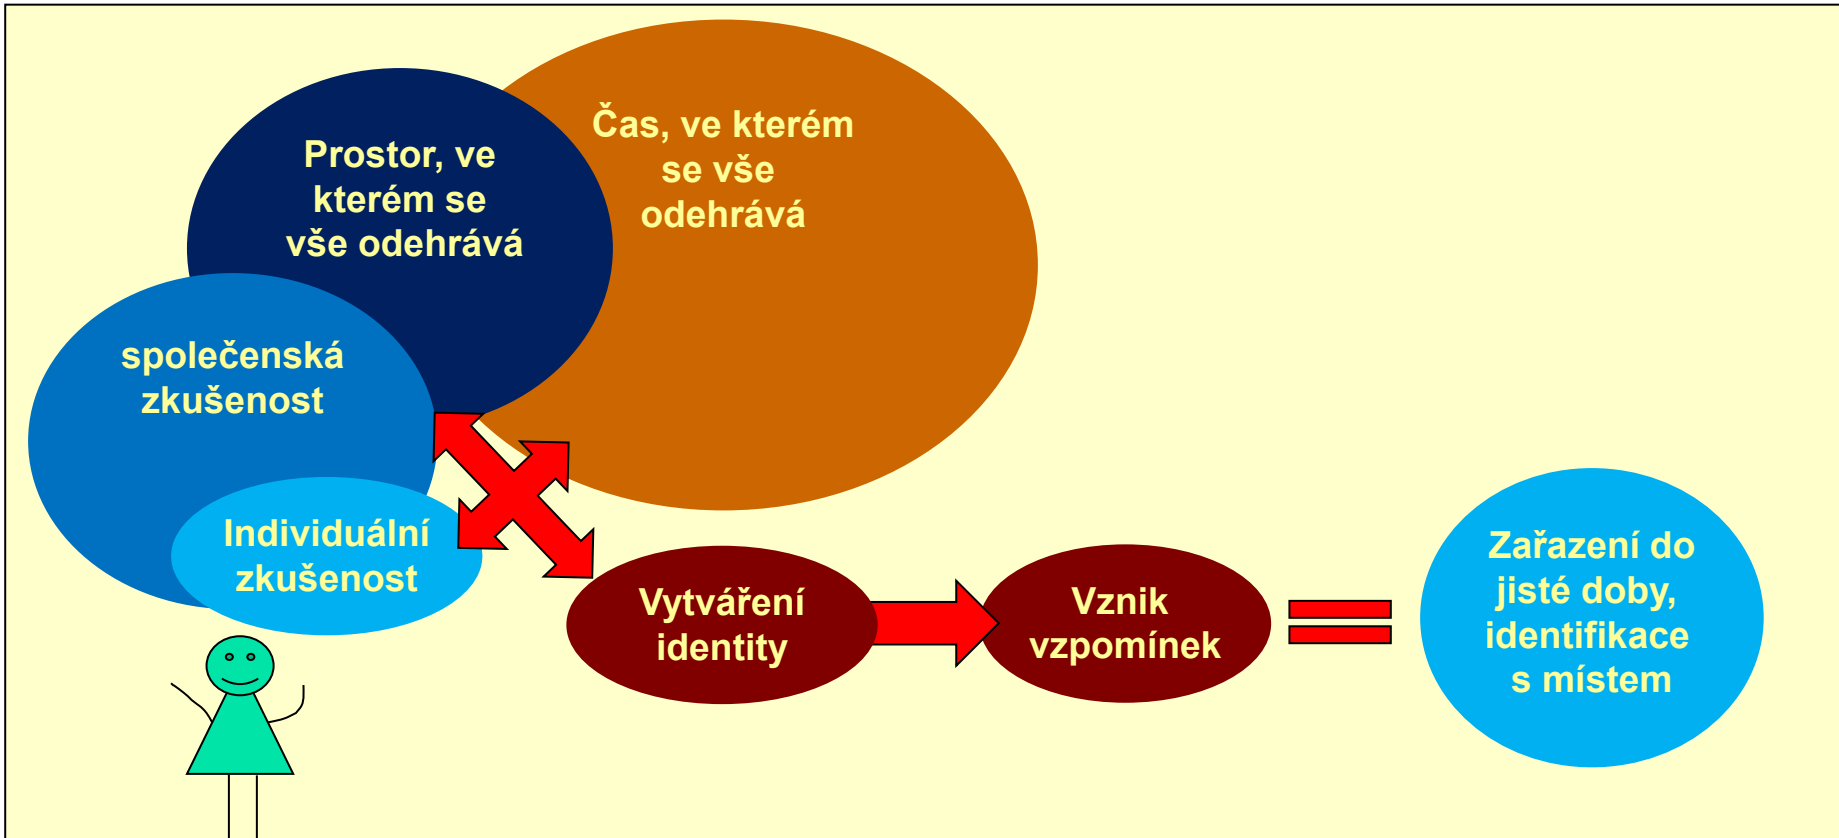 Prostor, ve
kterém se
vše odehrává
Čas, ve kterém
se vše
odehrává
společenská
zkušenost
Individuální
zkušenost
Vytváření
identity
Vznik
vzpomínek
Zařazení do
jisté doby,
identifikace
s místem